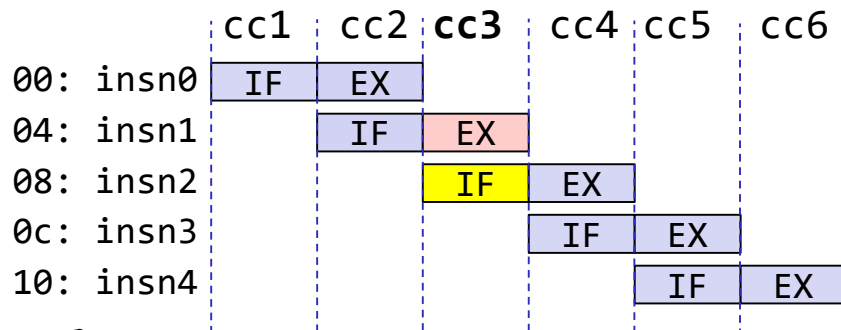 cc1 cc2 cc3 cc4 cc5 cc6
00: insn0 IF EX
04: insn1 IF EX
08: insn2 IF EX
0c: insn3 IF EX
10: insn4 IF EX